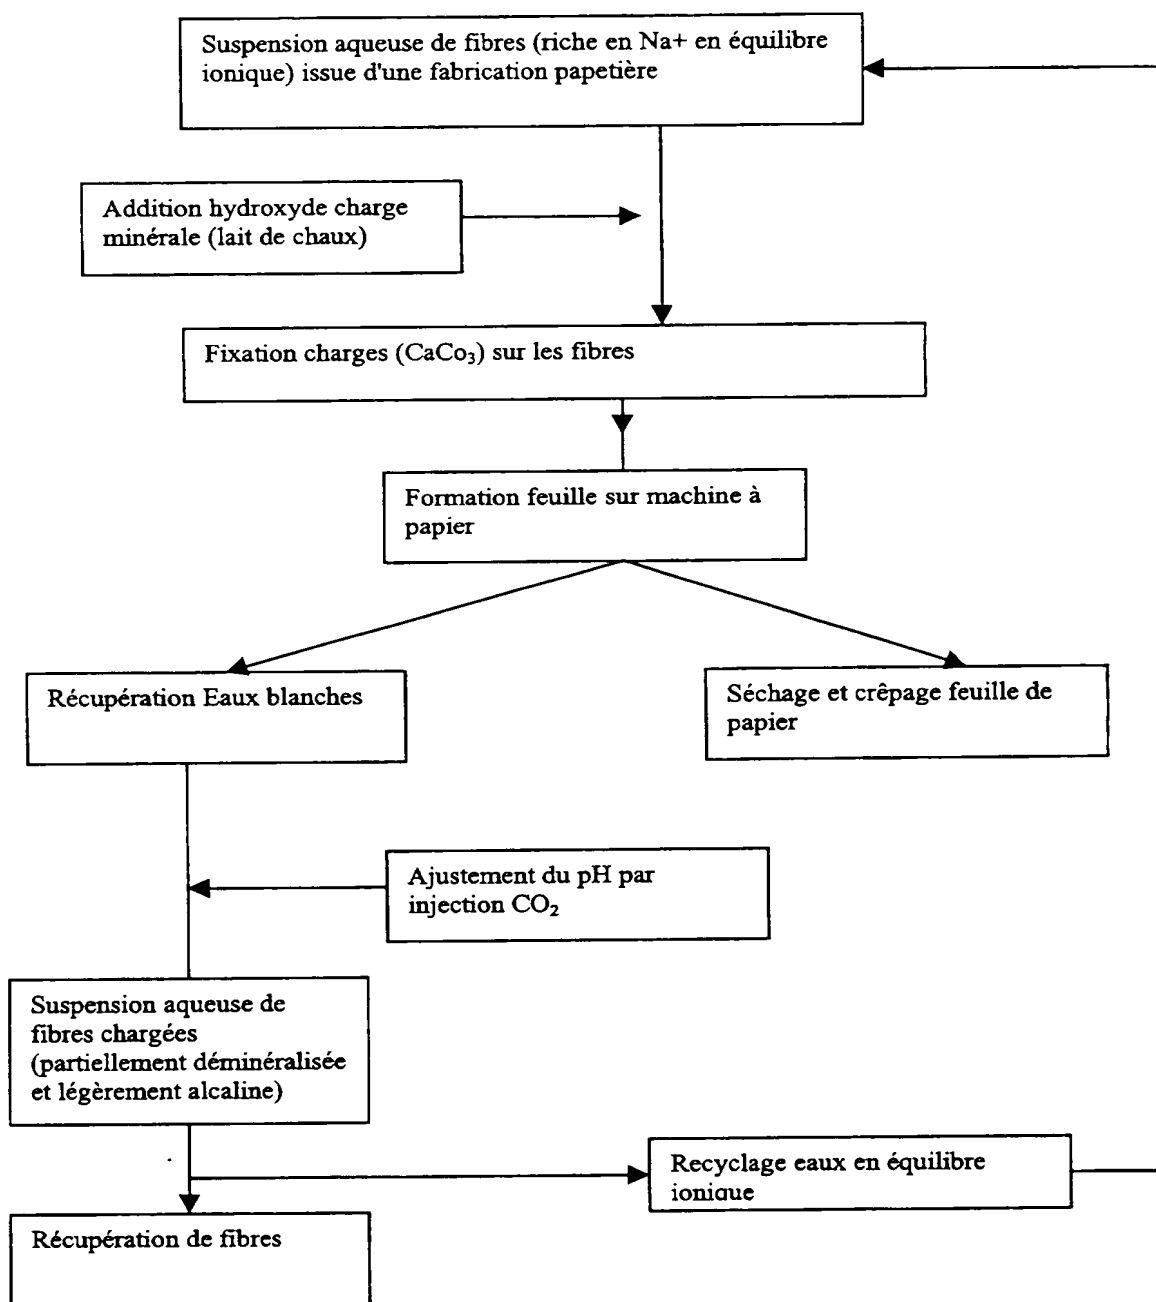 Suspension aqueuse de fibres (riche en Na+ en équilibre
ionique) issue d'une fabrication papetière
Addition hydroxyde charge
minérale (lait de chaux)
Fixation charges (CaCo₃) sur les fibres
Formation feuille sur machine à
papier
Récupération Eaux blanches
Séchage et crêpage feuille de
papier
Ajustement du pH par
injection CO₂
Suspension aqueuse de
fibres chargées
(partiellement déminéralisée
et légèrement alcaline)
Recyclage eaux en équilibre
ionique
Récupération de fibres